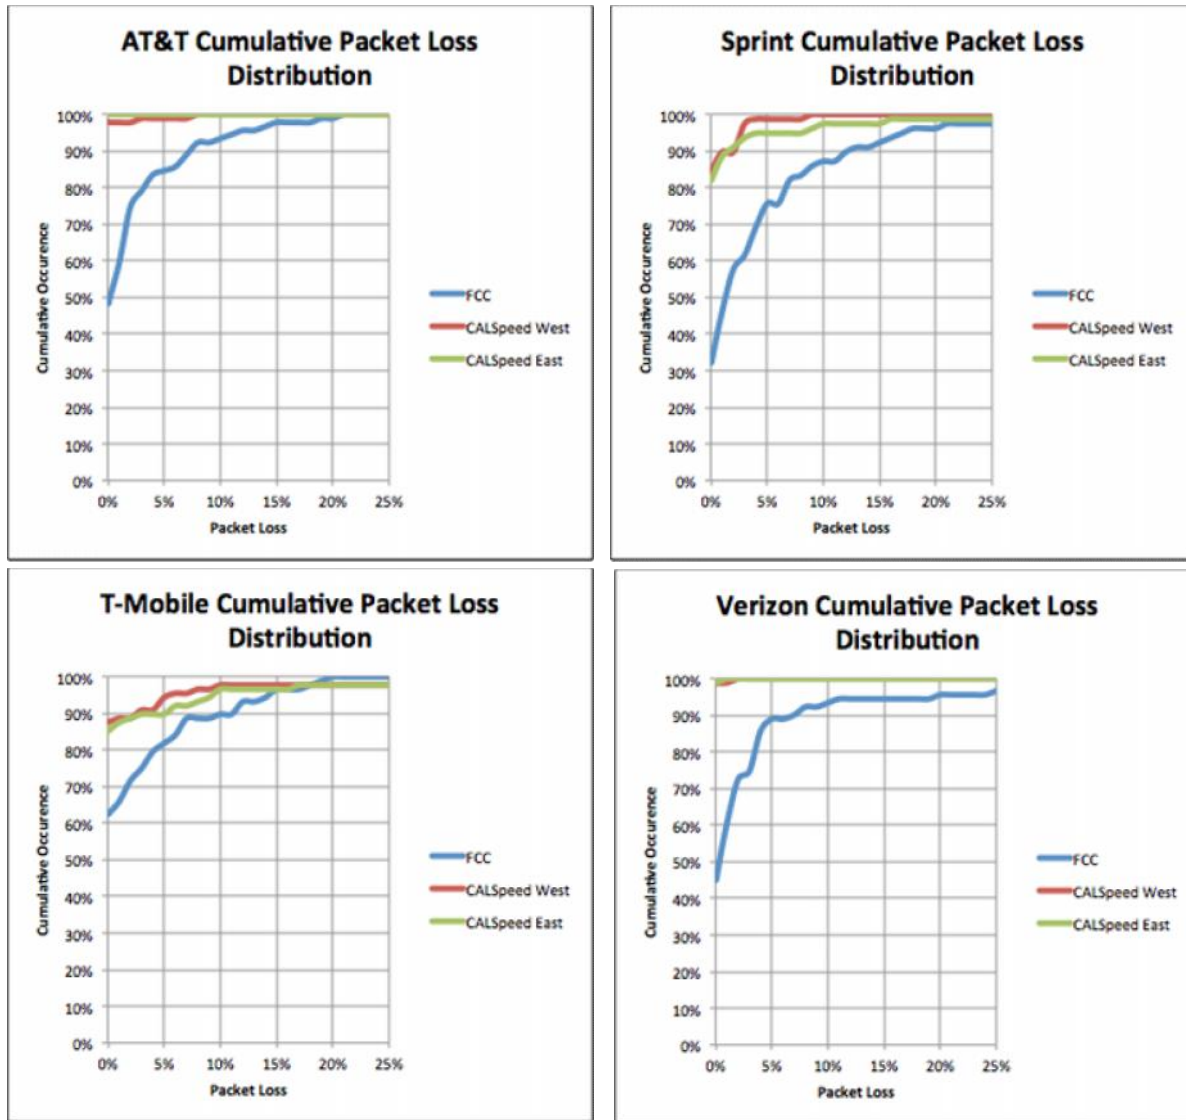 AT&T Cumulative Packet Loss
Distribution
100%
90%
80%
70%
60%
50%
40%
30%
20%
10%
0%
Cumulative Occurence
0% 5% 10% 15% 20% 25%
Packet Loss
FCC
CALSpeed West
CALSpeed East
Sprint Cumulative Packet Loss
Distribution
100%
90%
80%
70%
60%
50%
40%
30%
20%
10%
0%
Cumulative Occurence
0% 5% 10% 15% 20% 25%
Packet Loss
FCC
CALSpeed West
CALSpeed East
T-Mobile Cumulative Packet Loss
Distribution
100%
90%
80%
70%
60%
50%
40%
30%
20%
10%
0%
Cumulative Occurence
0% 5% 10% 15% 20% 25%
Packet Loss
FCC
CALSpeed West
CALSpeed East
Verizon Cumulative Packet Loss
Distribution
100%
90%
80%
70%
60%
50%
40%
30%
20%
10%
0%
Cumulative Occurence
0% 5% 10% 15% 20% 25%
Packet Loss
FCC
CALSpeed West
CALSpeed East